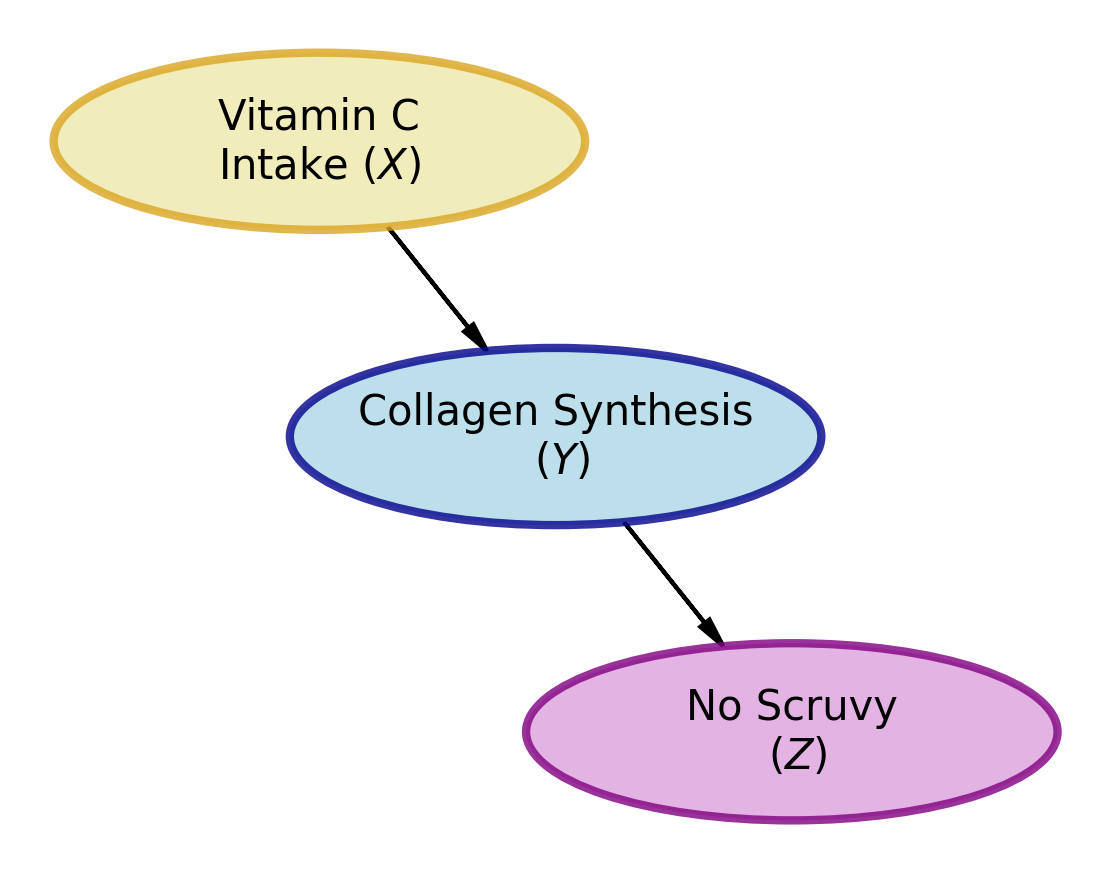 Vitamin C
Intake (X)
Collagen Synthesis
(Y)
No Scruvy
(Z)